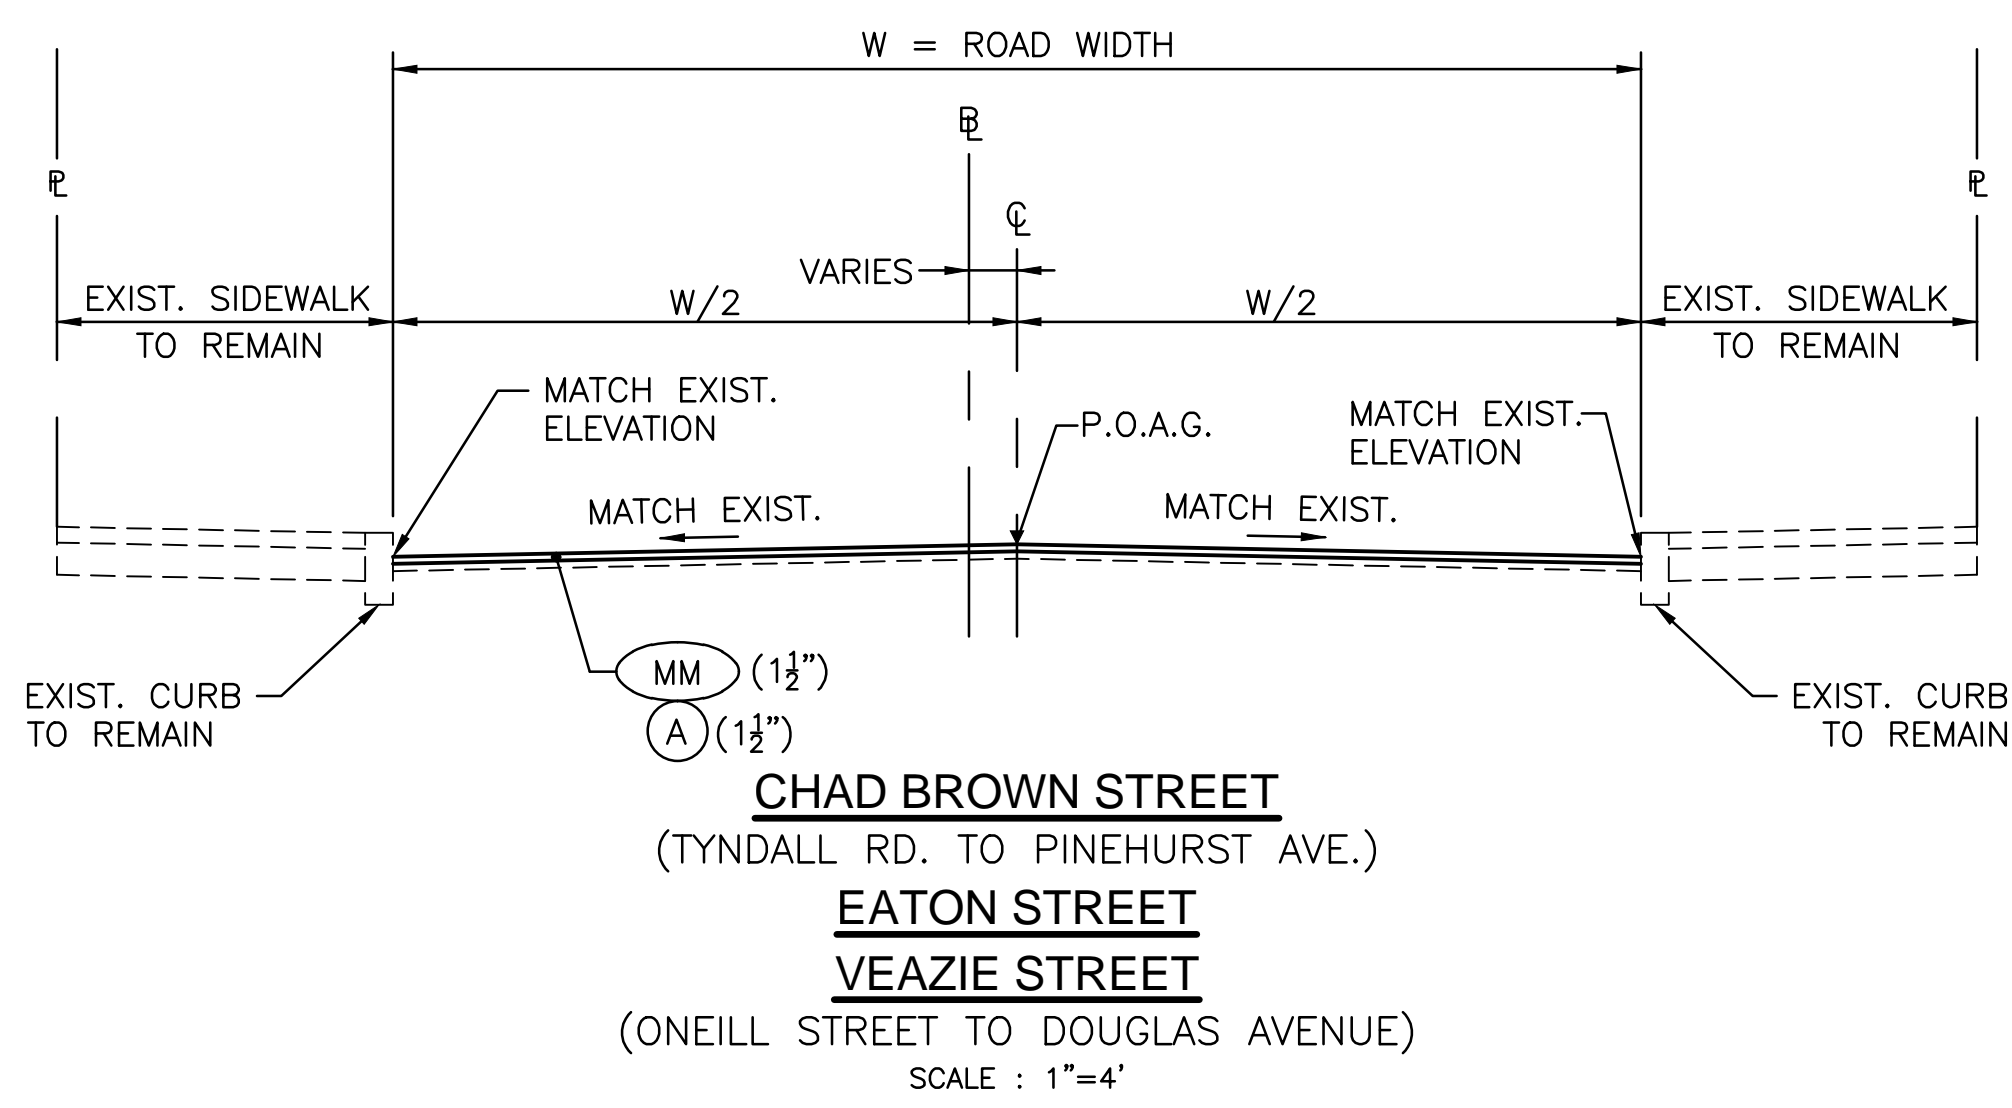 W = ROAD WIDTH
BL
PL
PL
CL
VARIES
EXIST. SIDEWALK
TO REMAIN
W/2
W/2
EXIST. SIDEWALK
TO REMAIN
MATCH EXIST.
ELEVATION
P.O.A.G.
MATCH EXIST.
ELEVATION
MATCH EXIST.
MATCH EXIST.
MM (1½")
A (1½")
EXIST. CURB
TO REMAIN
EXIST. CURB
TO REMAIN
CHAD BROWN STREET
(TYNDALL RD. TO PINEHURST AVE.)
EATON STREET
VEAZIE STREET
(ONEILL STREET TO DOUGLAS AVENUE)
SCALE : 1"=4'